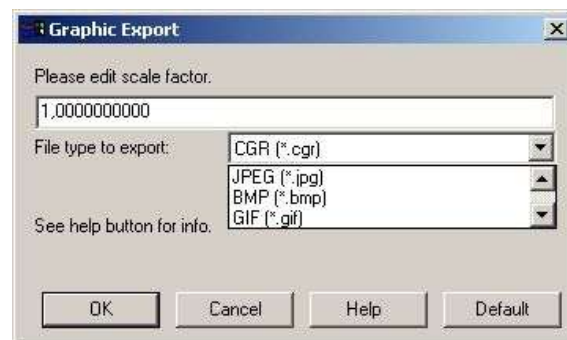 Graphic Export
Please edit scale factor.
1,0000000000
File type to export:
CGR (*.cgr)
JPEG (*.jpg)
BMP (*.bmp)
GIF (*.gif)
See help button for info.
OK
Cancel
Help
Default